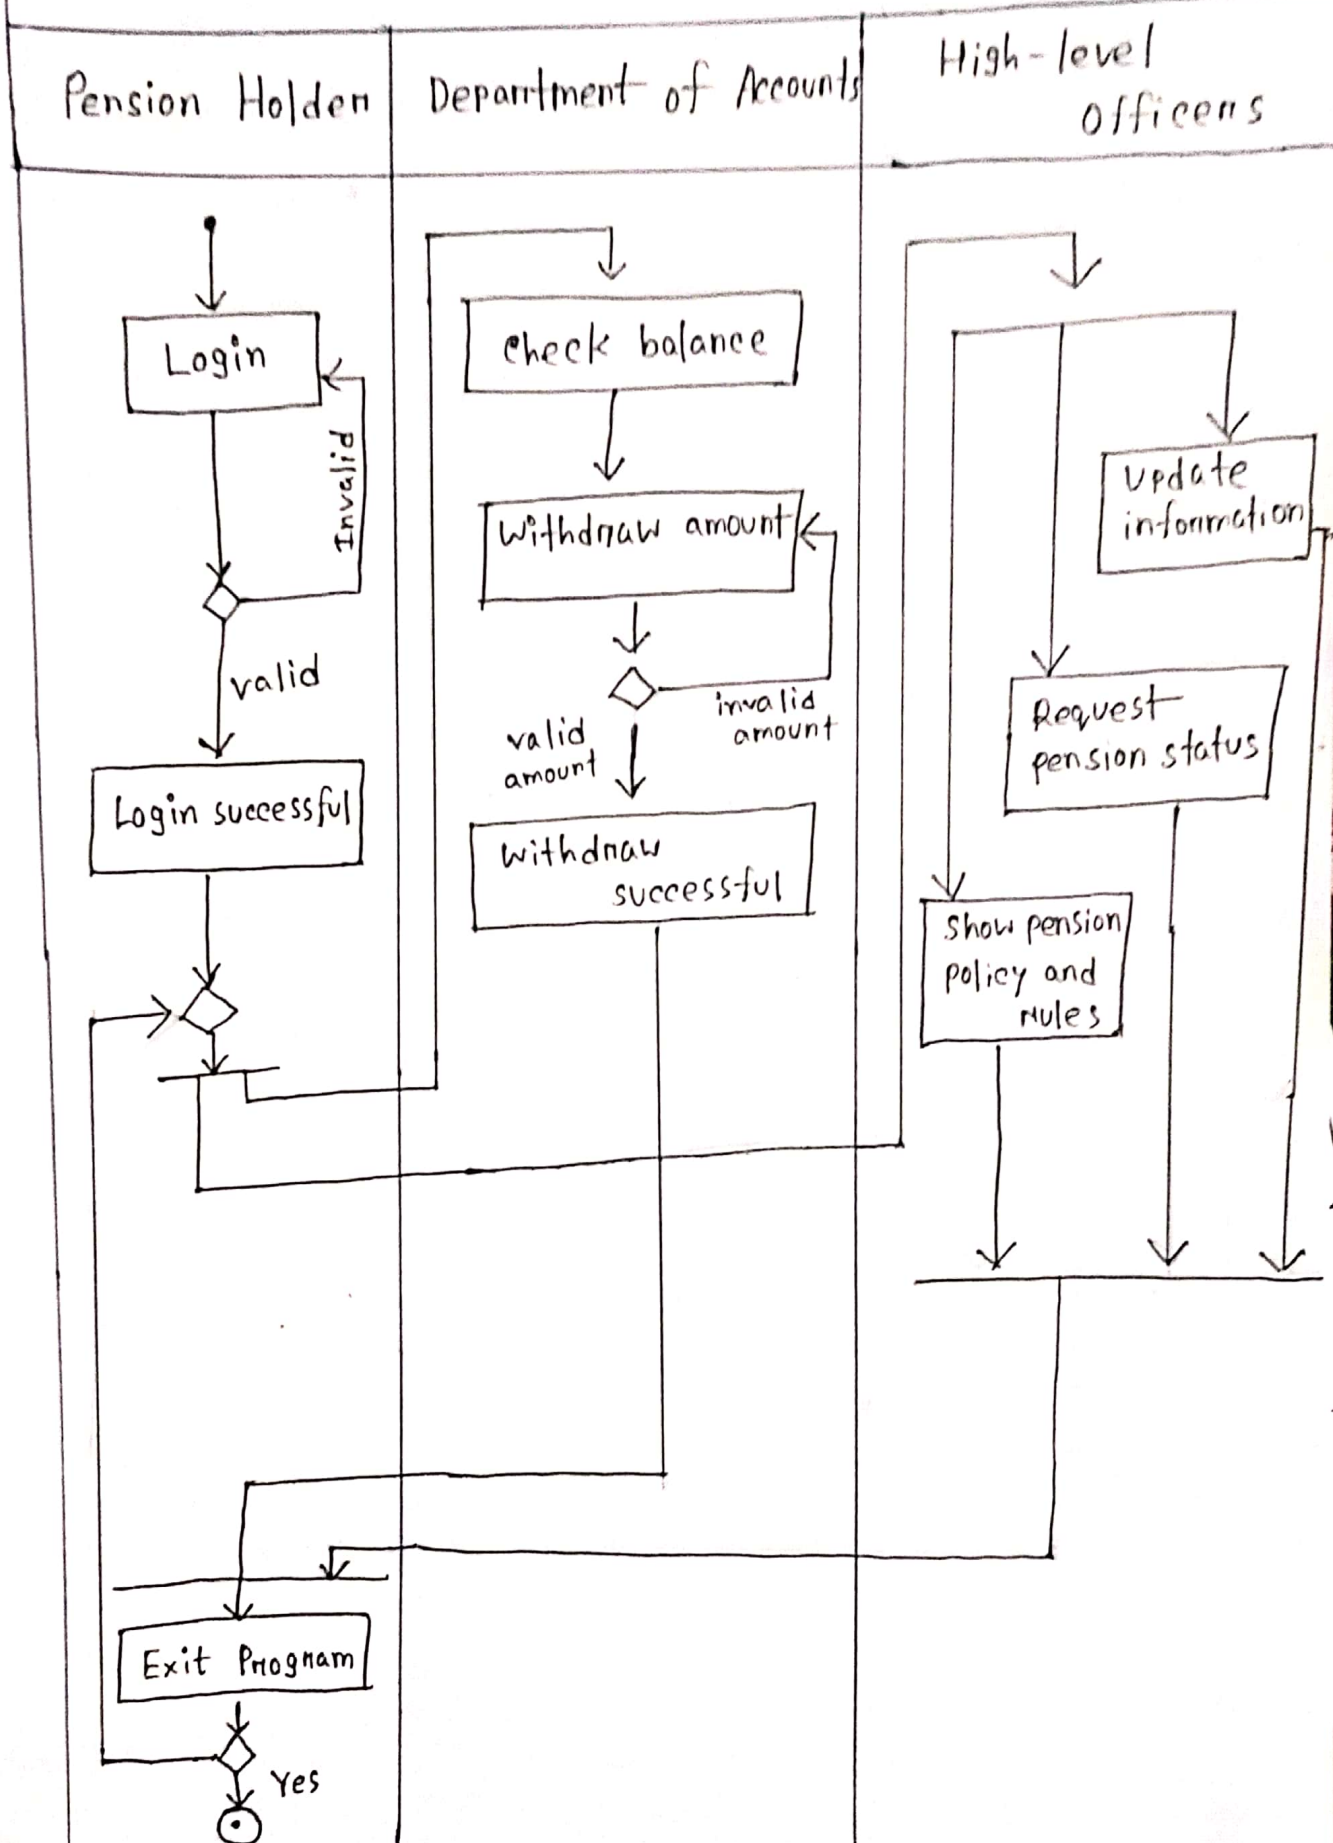 Pension Holder
Department of Accounts
High-level
Officers
Login
Invalid
valid
Login successful
Check balance
Withdraw amount
invalid
amount
valid
amount
Withdraw
successful
Update
information
Request
pension status
Show pension
policy and
rules
Exit Program
Yes